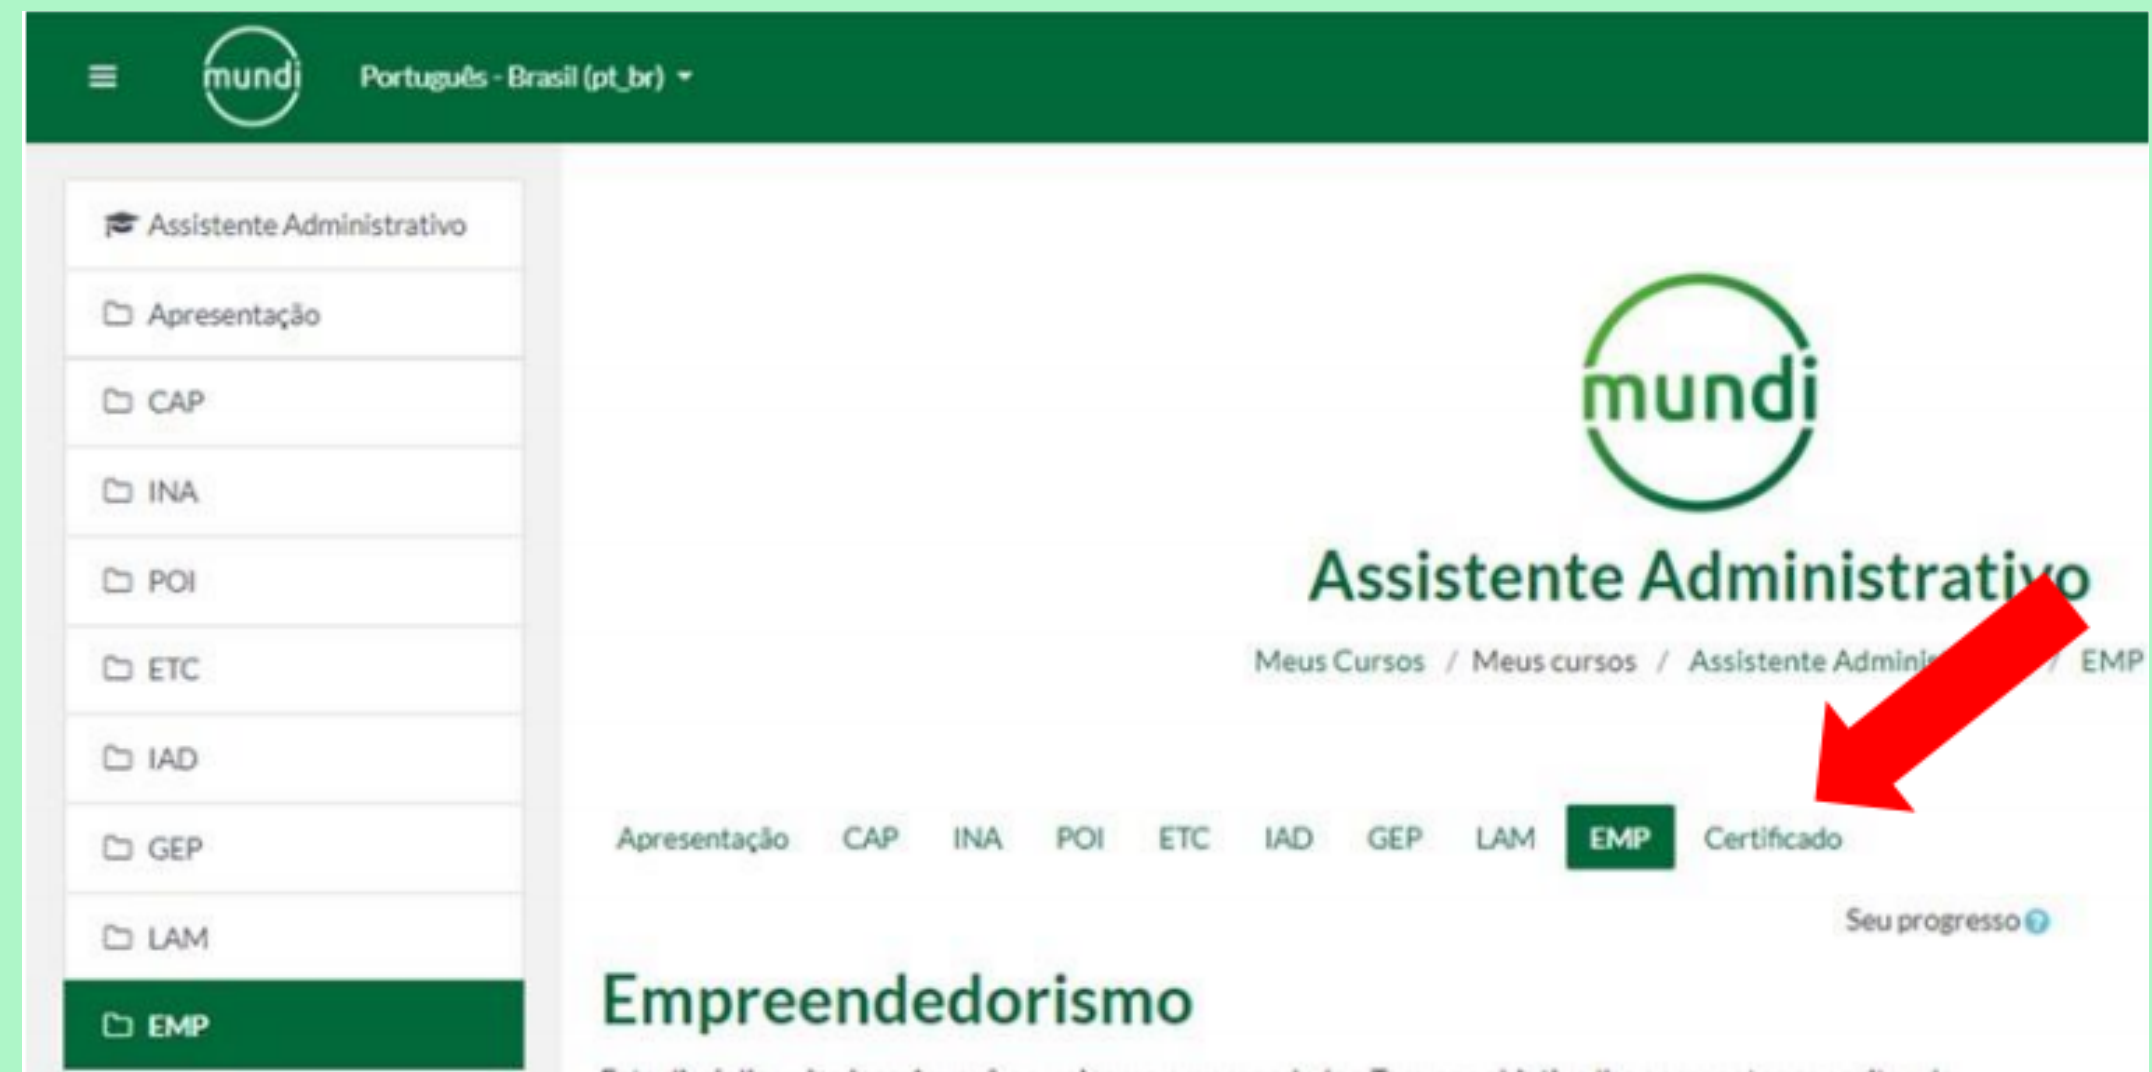 mundi
Português - Brasil (pt_br)
Assistente Administrativo
Apresentação
CAP
INA
POI
ETC
IAD
GEP
LAM
EMP
mundi
Assistente Administrativo
Meus Cursos / Meus cursos / Assistente / EMP
Apresentação CAP INA POI ETC IAD GEP LAM EMP Certificado
Seu progresso
Empreendedorismo